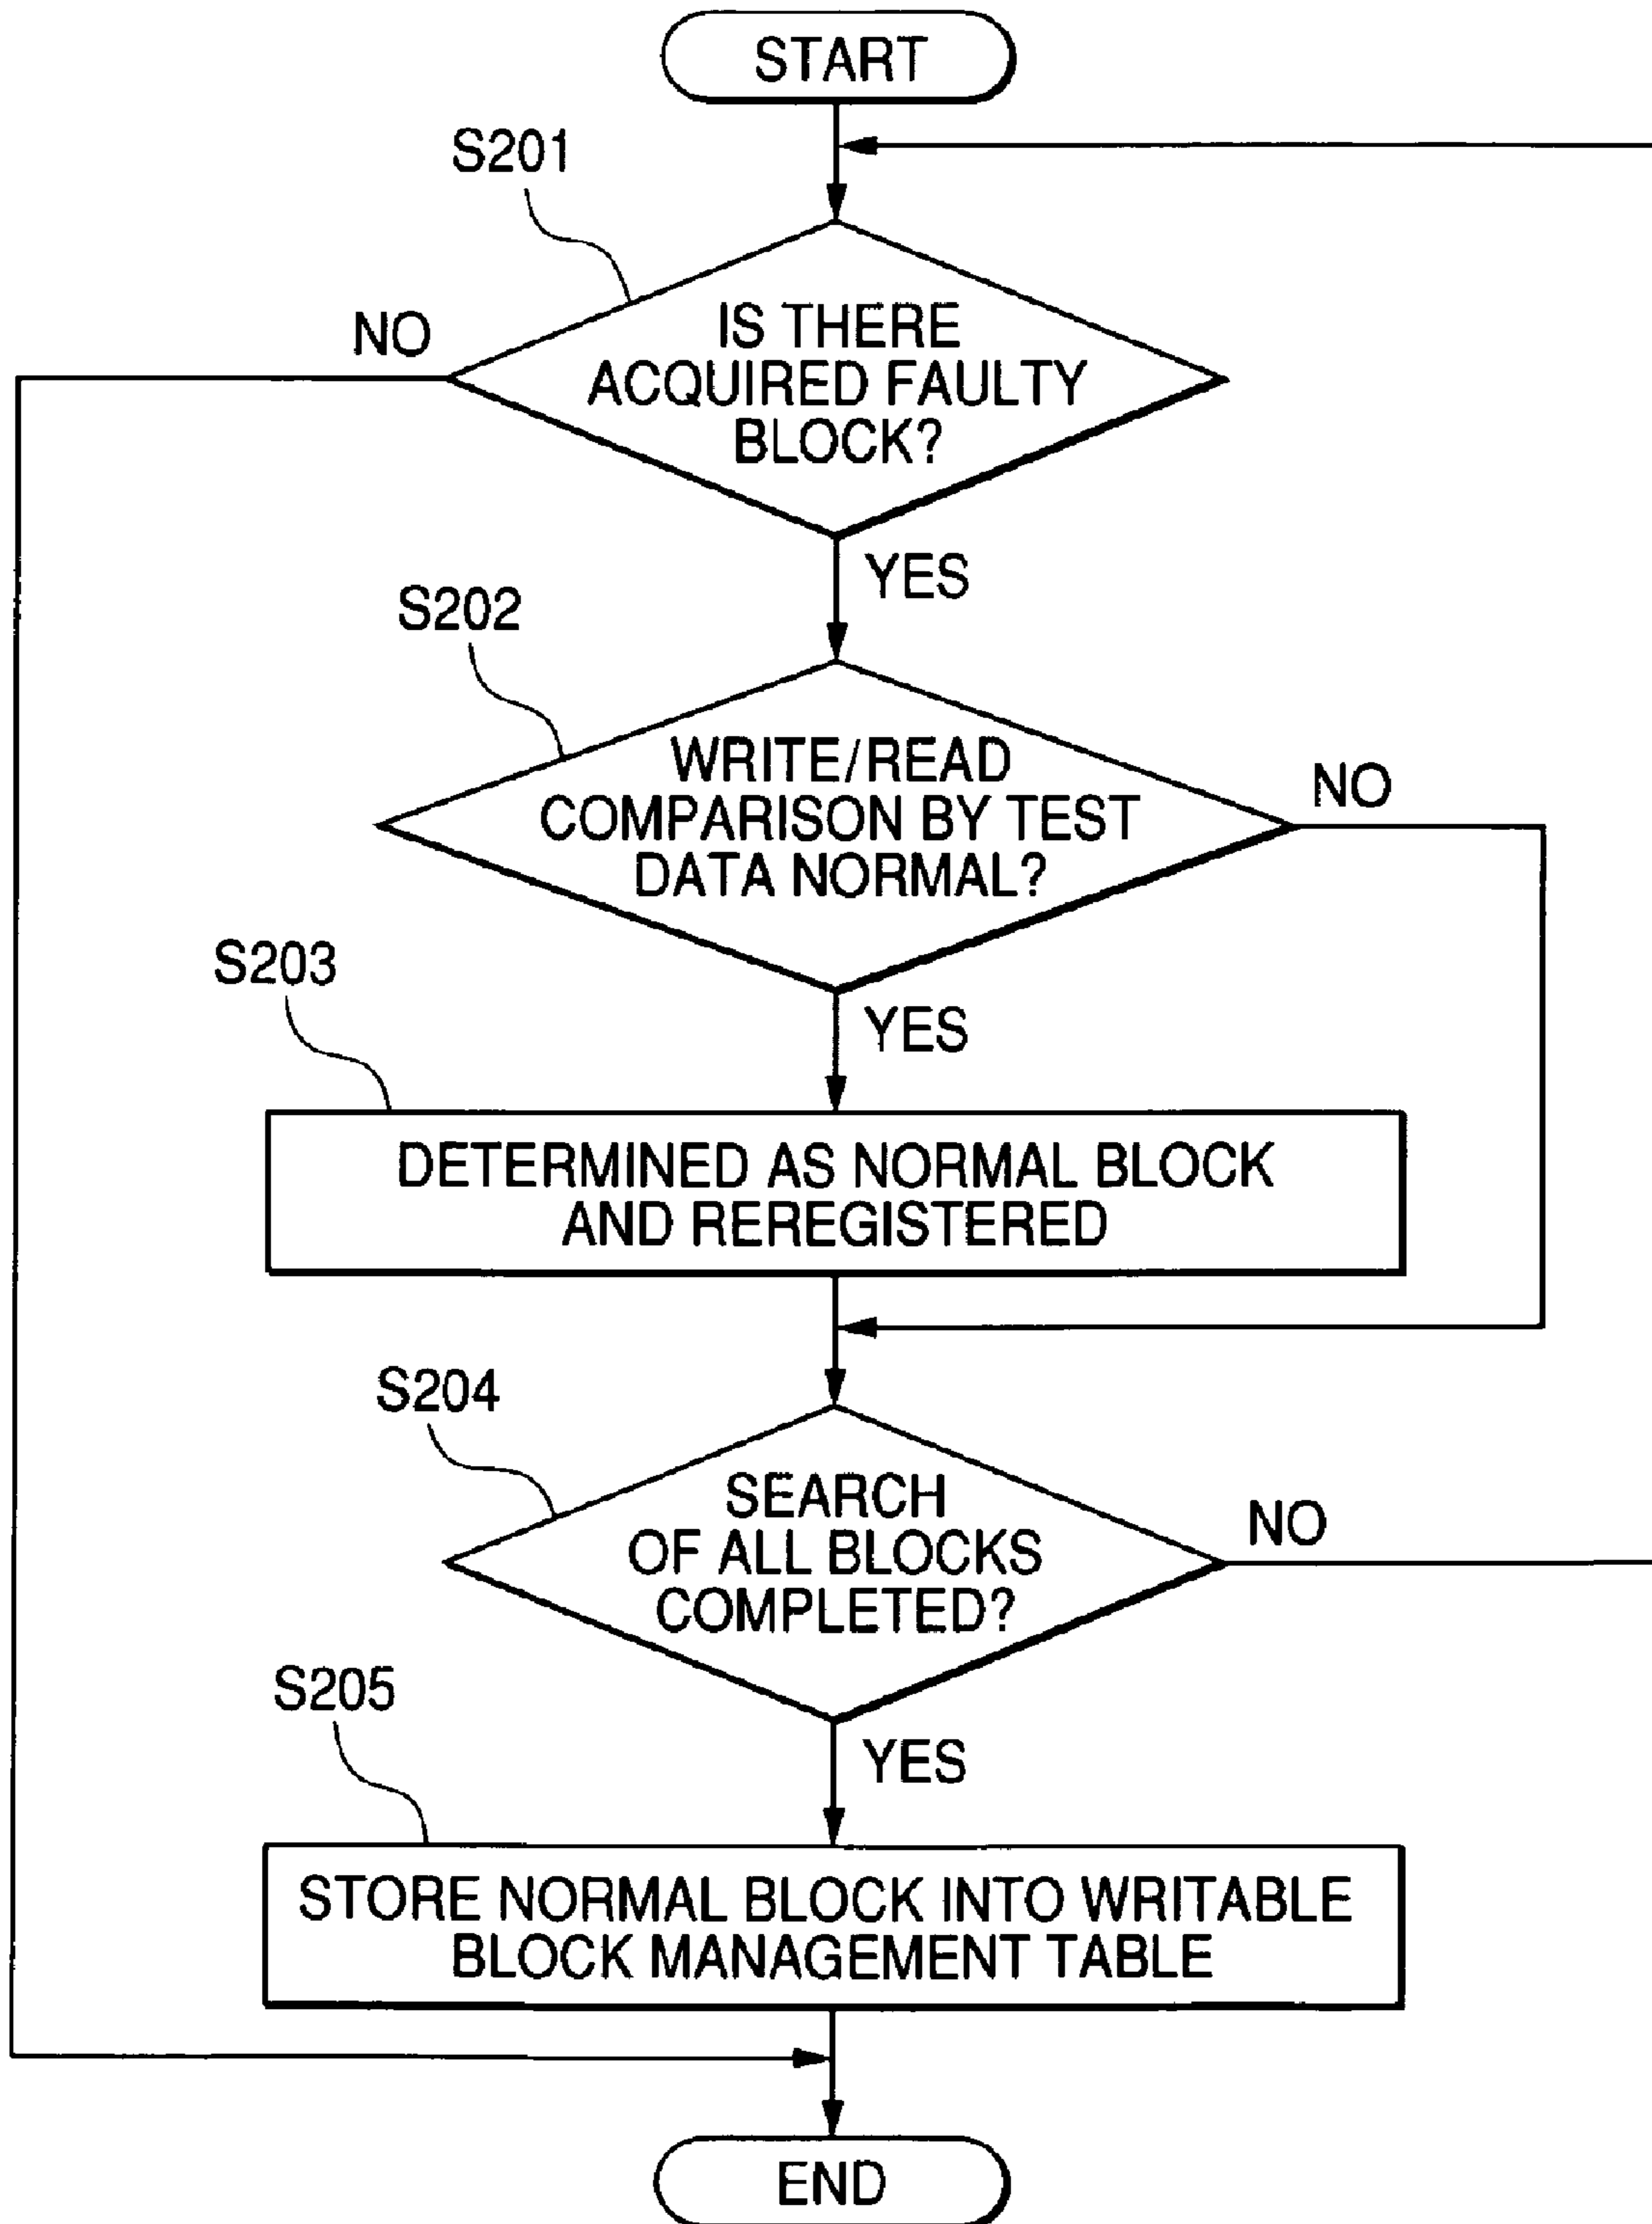 START
S201
NO
IS THERE
ACQUIRED FAULTY
BLOCK?
YES
S202
WRITE/READ
COMPARISON BY TEST
DATA NORMAL?
NO
S203
YES
DETERMINED AS NORMAL BLOCK
AND REREGISTERED
S204
SEARCH
OF ALL BLOCKS
COMPLETED?
NO
S205
YES
STORE NORMAL BLOCK INTO WRITABLE
BLOCK MANAGEMENT TABLE
END